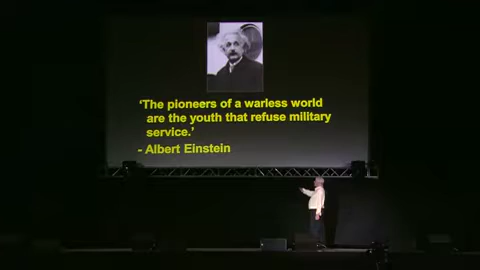 ‘The pioneers of a warless world
are the youth that refuse military
service.’
- Albert Einstein